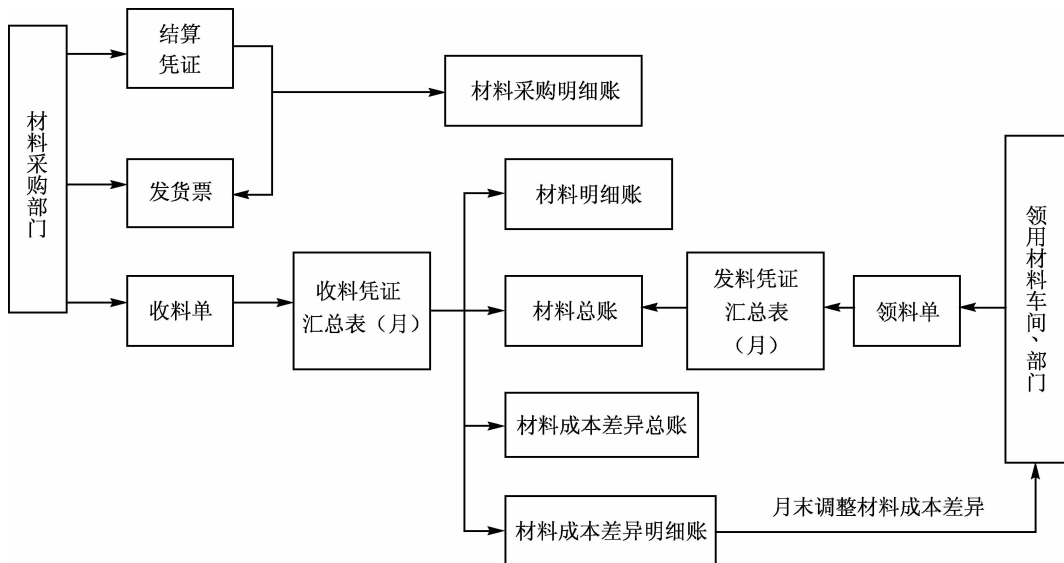 材料采购部门
结算
凭证
发货票
收料单
收料凭证
汇总表（月）
材料采购明细账
材料明细账
材料总账
材料成本差异总账
材料成本差异明细账
发料凭证
汇总表
（月）
领料单
领用材料车间、部门
月末调整材料成本差异